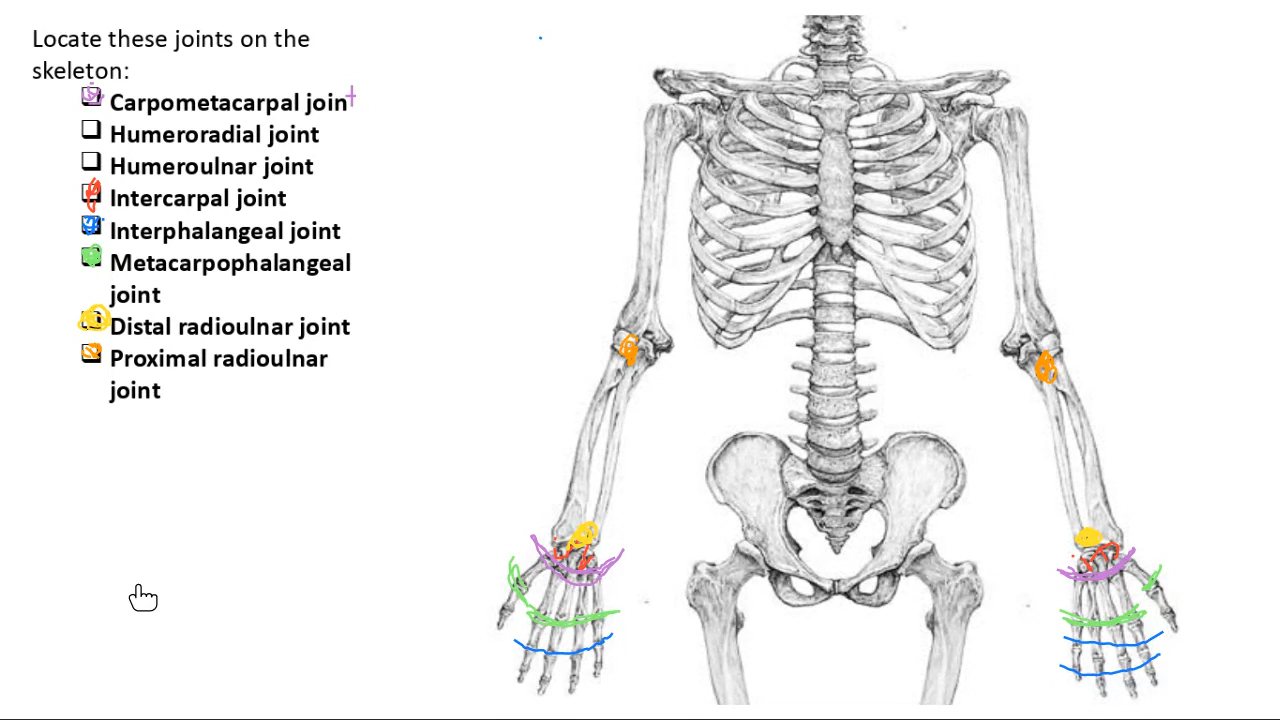 Locate these joints on the
skeleton:
Carpometacarpal joint
Humeroradial joint
Humeroulnar joint
Intercarpal joint
Interphalangeal joint
Metacarpophalangeal
joint
Distal radioulnar joint
Proximal radioulnar
joint